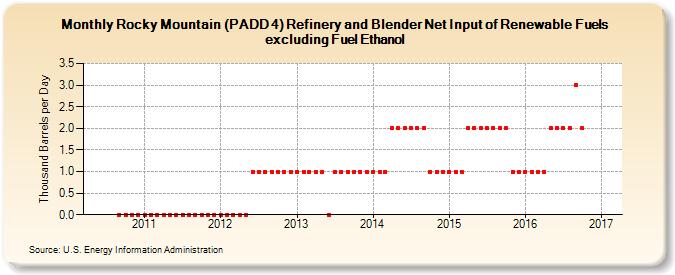 Monthly Rocky Mountain (PADD 4) Refinery and Blender Net Input of Renewable Fuels
excluding Fuel Ethanol
Thousand Barrels per Day
3.5
3.0
2.5
2.0
1.5
1.0
0.5
0.0
2011 2012 2013 2014 2015 2016 2017
Source: U.S. Energy Information Administration